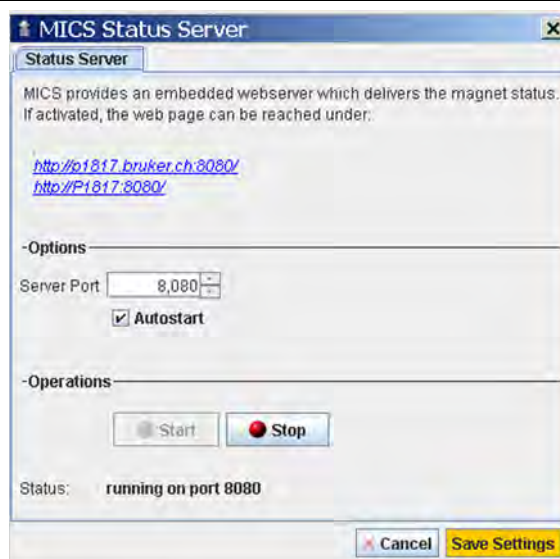 MICS Status Server
Status Server
MICS provides an embedded webserver which delivers the magnet status.
If activated, the web page can be reached under:
http://p1817.bruker.ch:8080/
http://P1817:8080/
Options
Server Port 8,080
Autostart
Operations
Start Stop
Status: running on port 8080
Cancel Save Settings